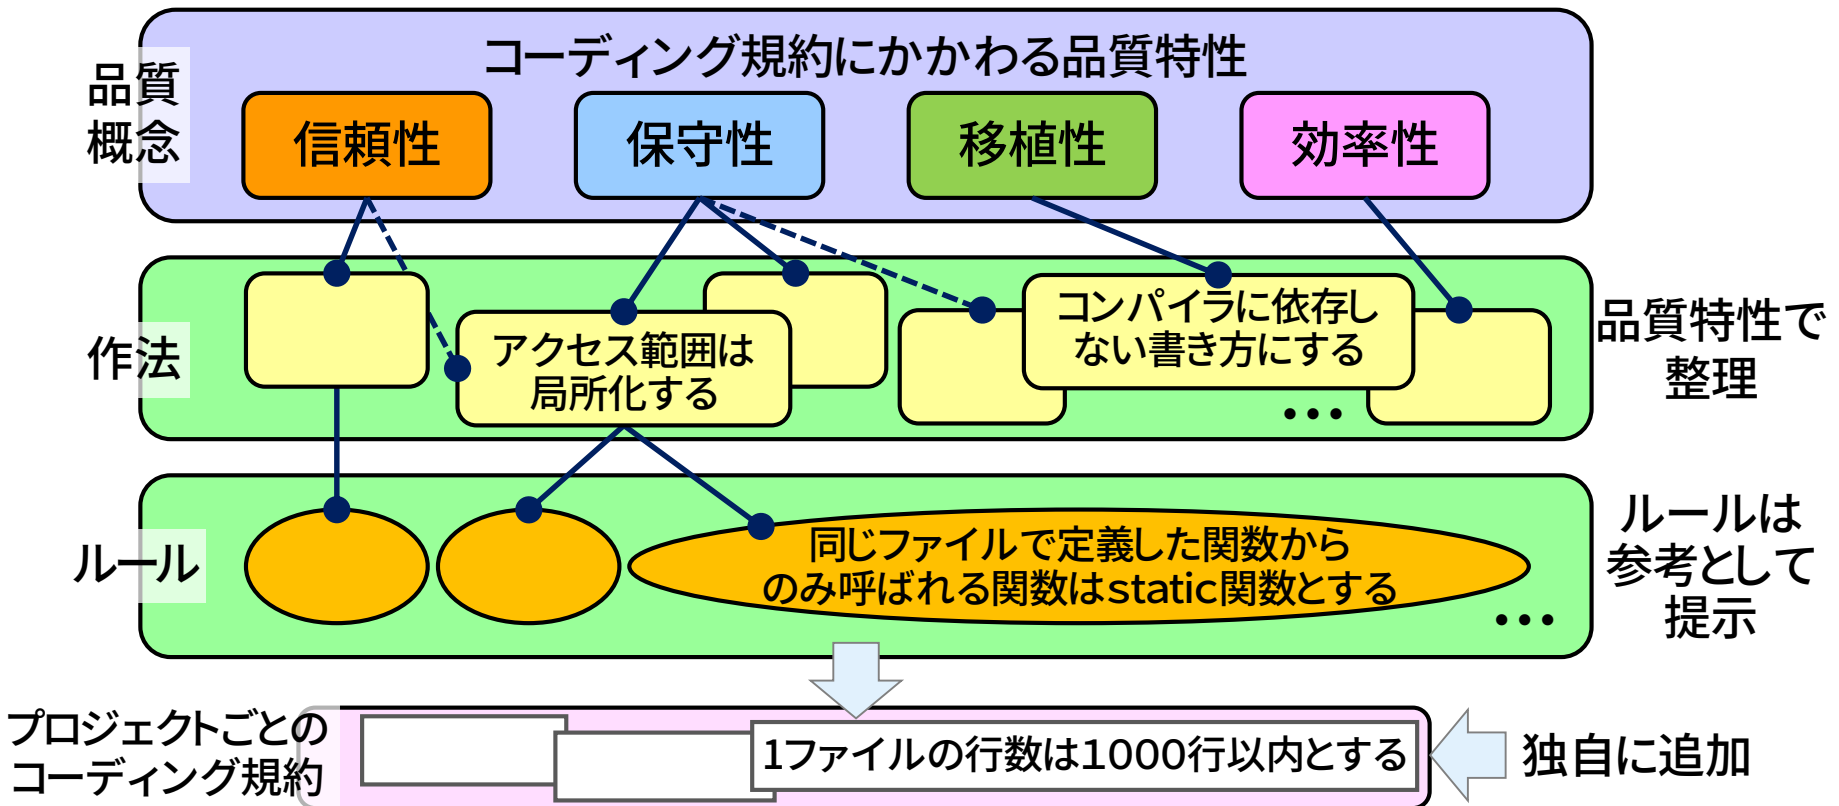 コーディング規約にかかわる品質特性
品質
概念
信頼性
保守性
移植性
効率性
作法
アクセス範囲は
局所化する
コンパイラに依存し
ない書き方にする
…
品質特性で
整理
ルール
同じファイルで定義した関数から
のみ呼ばれる関数はstatic関数とする
…
ルールは
参考として
提示
プロジェクトごとの
コーディング規約
1ファイルの行数は1000行以内とする
独自に追加